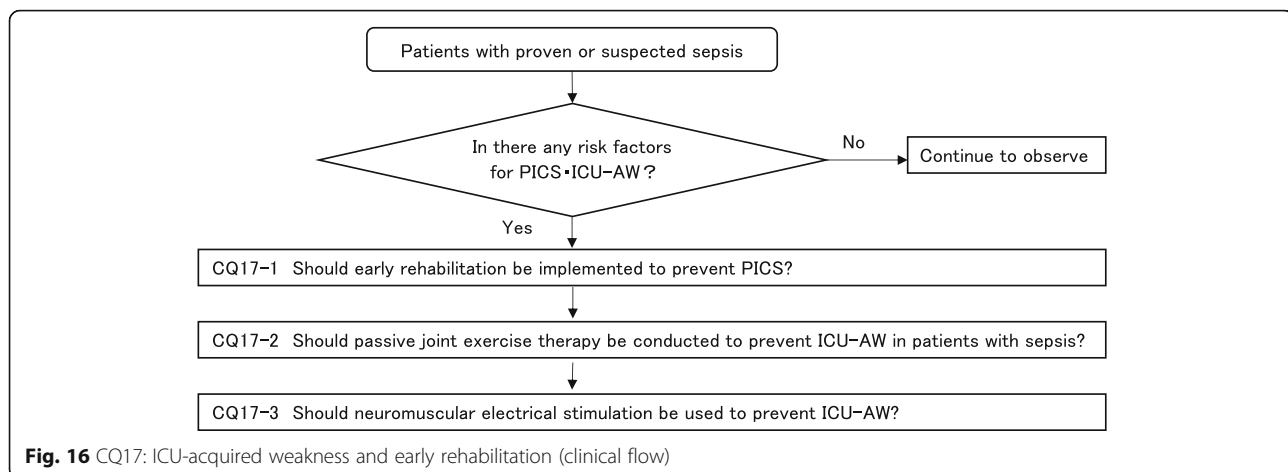 Patients with proven or suspected sepsis
In there any risk factors
for PICS・ICU-AW?
No
Continue to observe
Yes
CQ17-1 Should early rehabilitation be implemented to prevent PICS?
CQ17-2 Should passive joint exercise therapy be conducted to prevent ICU-AW in patients with sepsis?
CQ17-3 Should neuromuscular electrical stimulation be used to prevent ICU-AW?
Fig. 16 CQ17: ICU-acquired weakness and early rehabilitation (clinical flow)